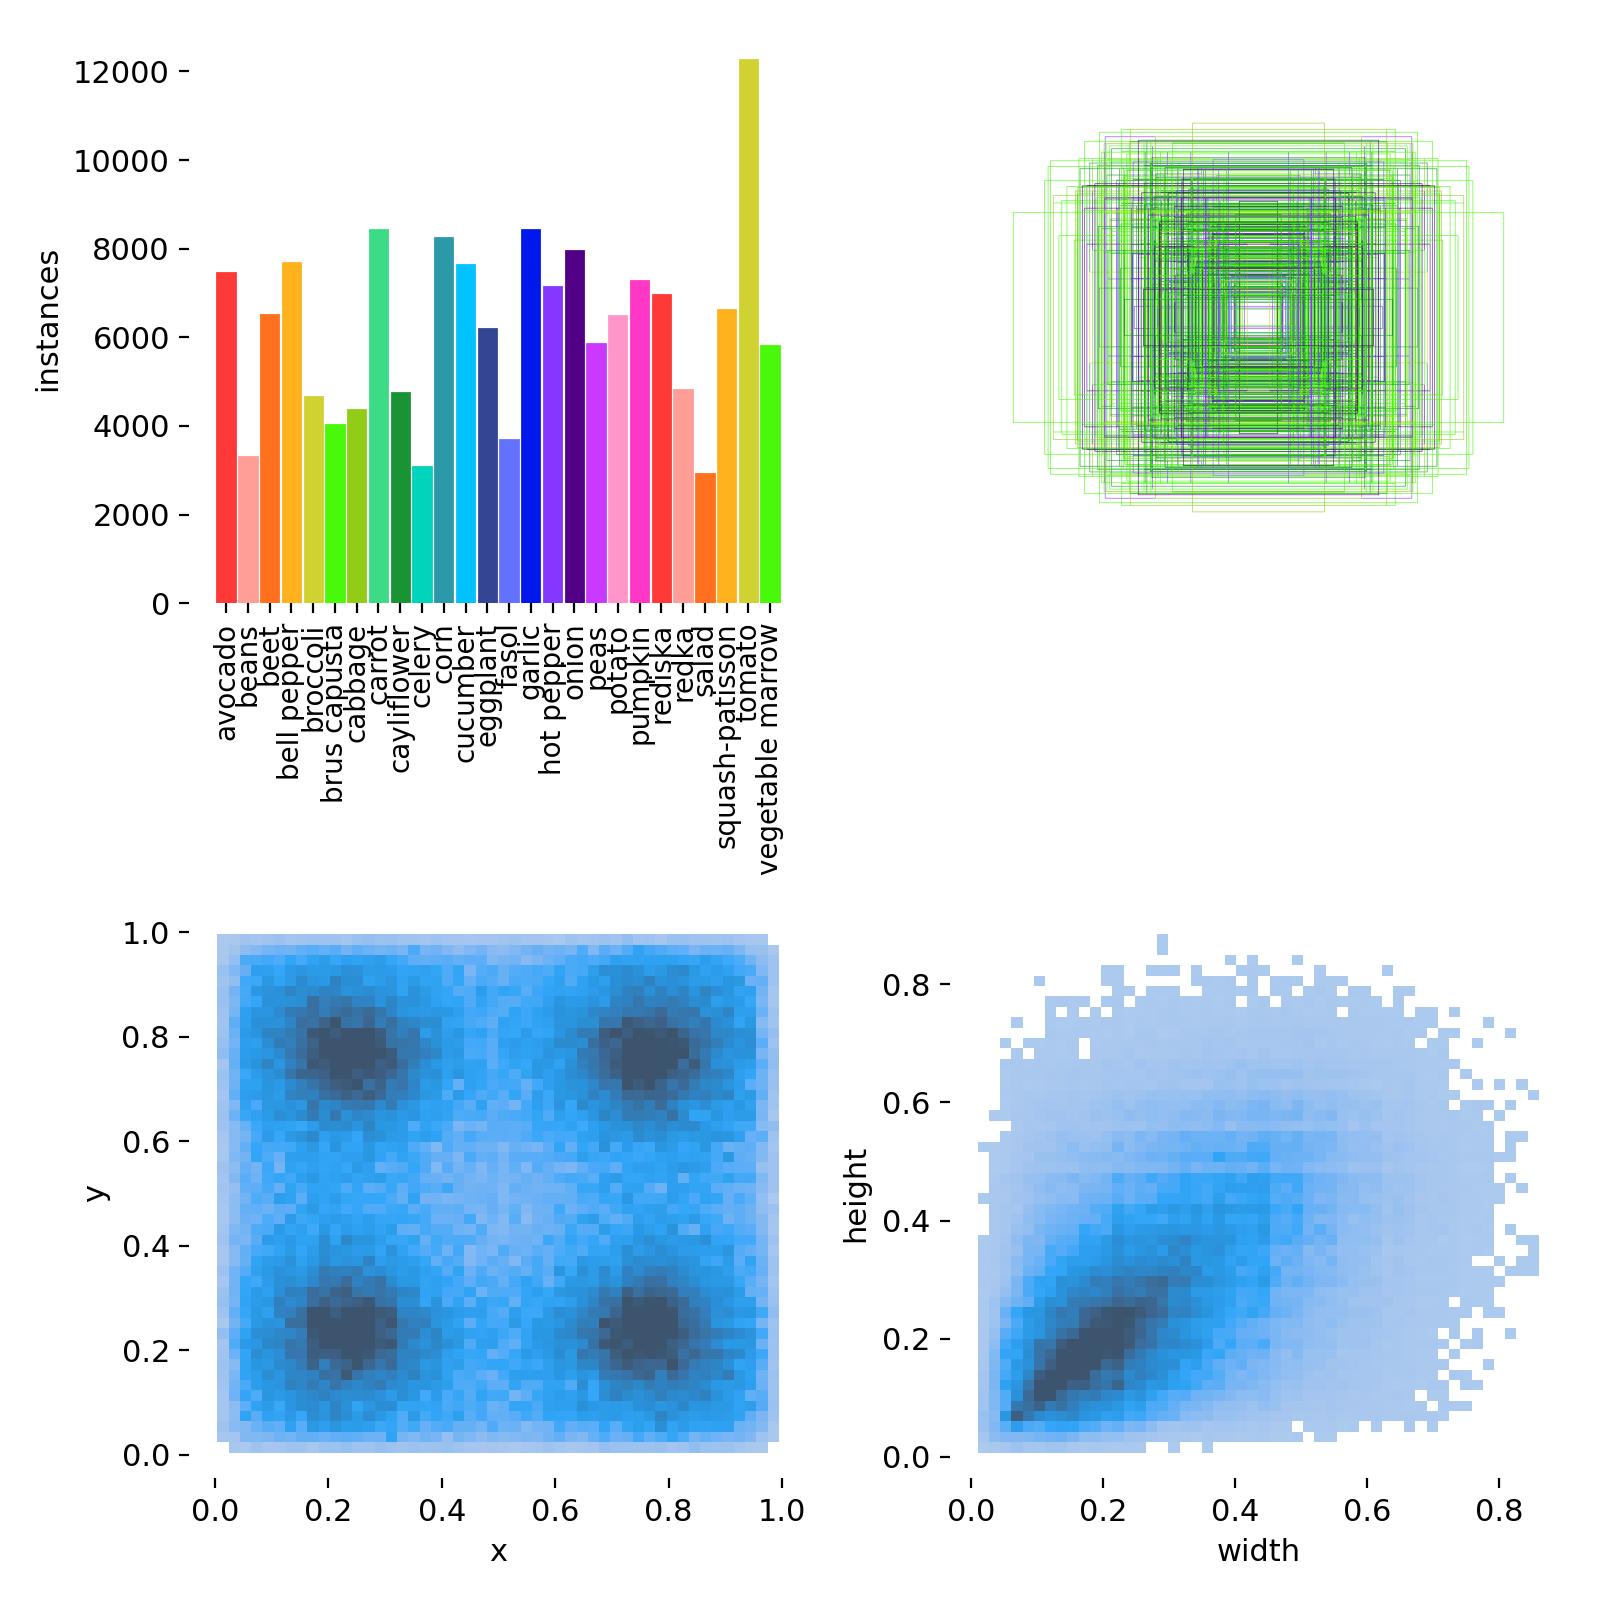 12000
10000
8000
6000
4000
2000
0
instances
avocado
beans
beet
bell pepper
broccoli
brus capusta
cabbage
carrot
cayliflower
celery
corn
cucumber
eggplant
fasol
garlic
hot pepper
onion
peas
potato
pumpkin
rediska
redka
salad
squash-patisson
tomato
vegetable marrow
1.0
0.8
0.6
0.4
0.2
0.0
y
0.0 0.2 0.4 0.6 0.8 1.0
x
0.8
0.6
0.4
0.2
0.0
height
0.0 0.2 0.4 0.6 0.8
width